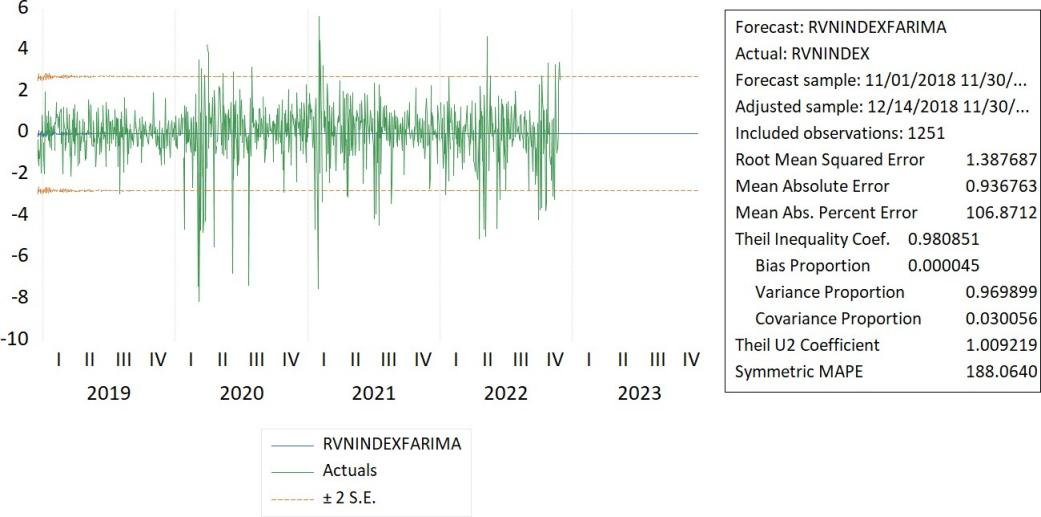 6
4
2
0
-2
-4
-6
-8
-10
I II III IV I II III IV I II III IV I II III IV I II III IV
2019 2020 2021 2022 2023
RVNINDEXFARIMA
Actuals
± 2 S.E.
Forecast: RVNINDEXFARIMA
Actual: RVNINDEX
Forecast sample: 11/01/2018 11/30/...
Adjusted sample: 12/14/2018 11/30/...
Included observations: 1251
Root Mean Squared Error 1.387687
Mean Absolute Error 0.936763
Mean Abs. Percent Error 106.8712
Theil Inequality Coef. 0.980851
Bias Proportion 0.000045
Variance Proportion 0.969899
Covariance Proportion 0.030056
Theil U2 Coefficient 1.009219
Symmetric MAPE 188.0640